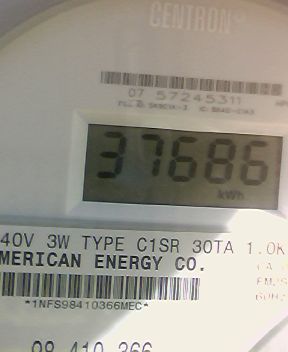 CENTRON
07 57245311
37686
kWh
40V 3W TYPE C1SR 30TA 1.0K
MERICAN ENERGY CO.
*1NFS98410366MEC*
98 410 366